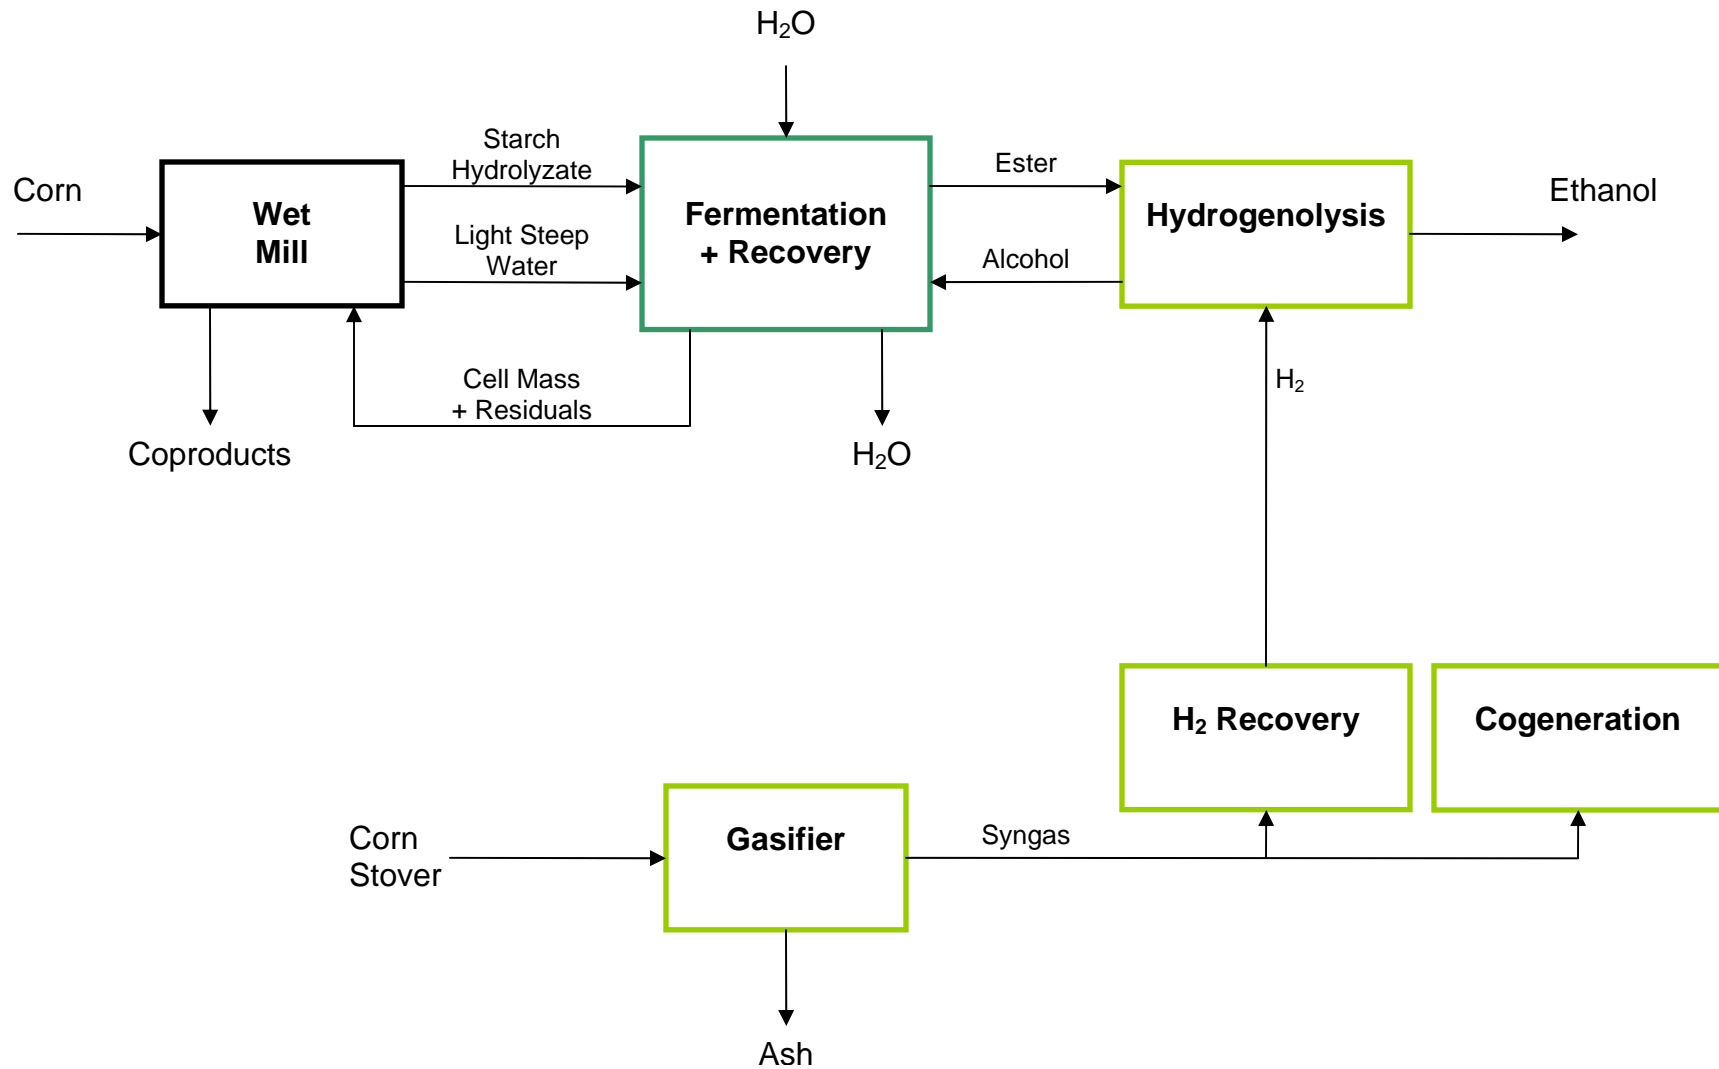 H₂O
Starch
Hydrolyzate
Ester
Corn
Wet
Mill
Fermentation
+ Recovery
Hydrogenolysis
Ethanol
Light Steep
Water
Alcohol
Cell Mass
+ Residuals
H₂
Coproducts
H₂O
H₂ Recovery
Cogeneration
Corn
Stover
Gasifier
Syngas
Ash